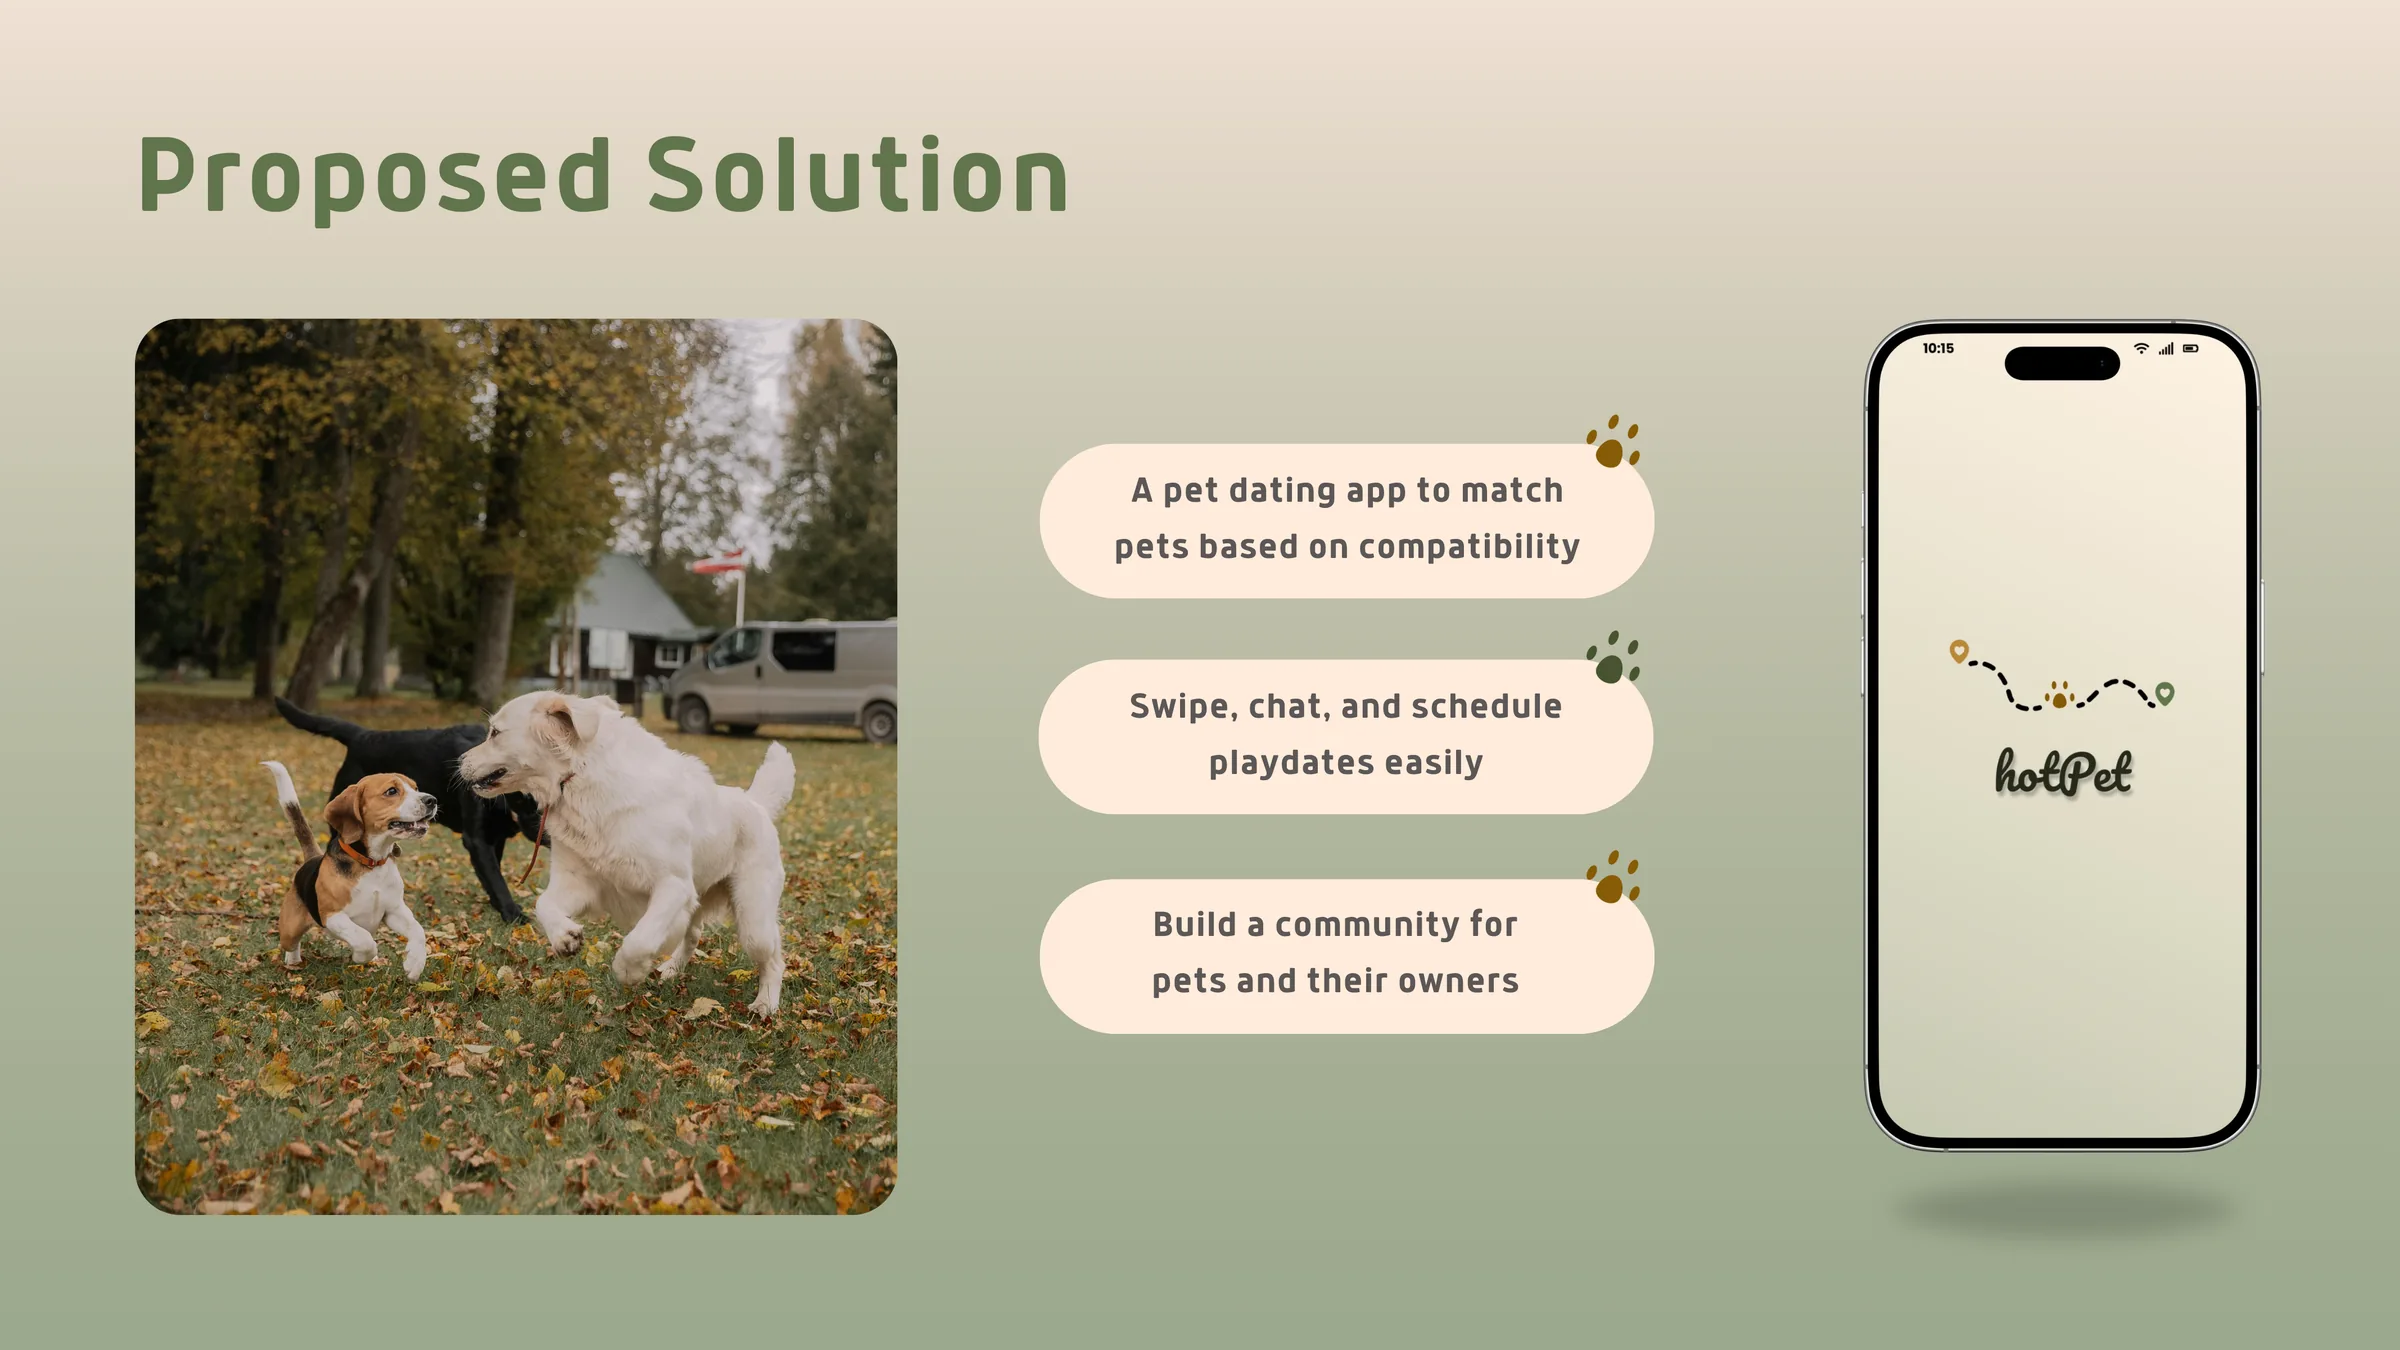 Proposed Solution
A pet dating app to match
pets based on compatibility
Swipe, chat, and schedule
playdates easily
Build a community for
pets and their owners
10:15
hotPet